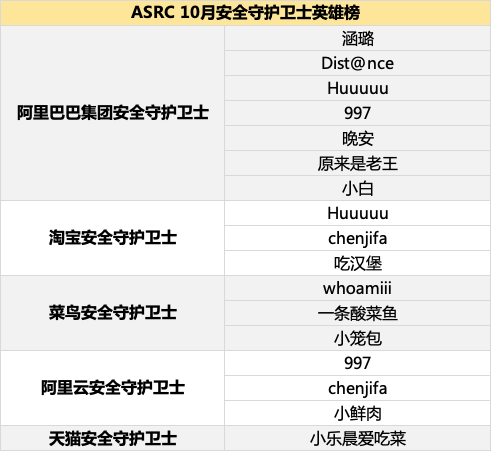 ASRC 10月安全守护卫士英雄榜
阿里巴巴集团安全守护卫士
涵璐
Dist@nce
Huuuuu
997
晚安
原来是老王
小白
淘宝安全守护卫士
Huuuuu
chenjifa
吃汉堡
菜鸟安全守护卫士
whoamiii
一条酸菜鱼
小笼包
阿里云安全守护卫士
997
chenjifa
小鲜肉
天猫安全守护卫士
小乐晨爱吃菜